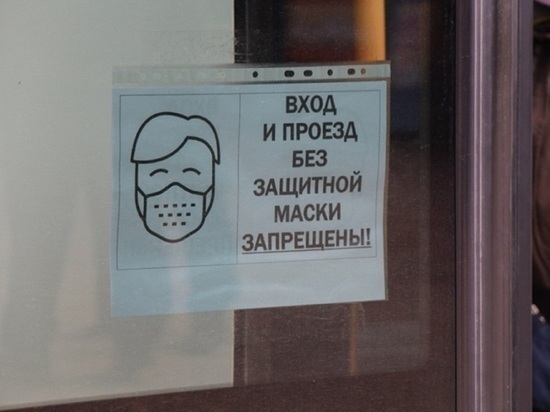 ВХОД
И ПРОЕЗД
БЕЗ
ЗАЩИТНОЙ
МАСКИ
ЗАПРЕЩЕНЫ!